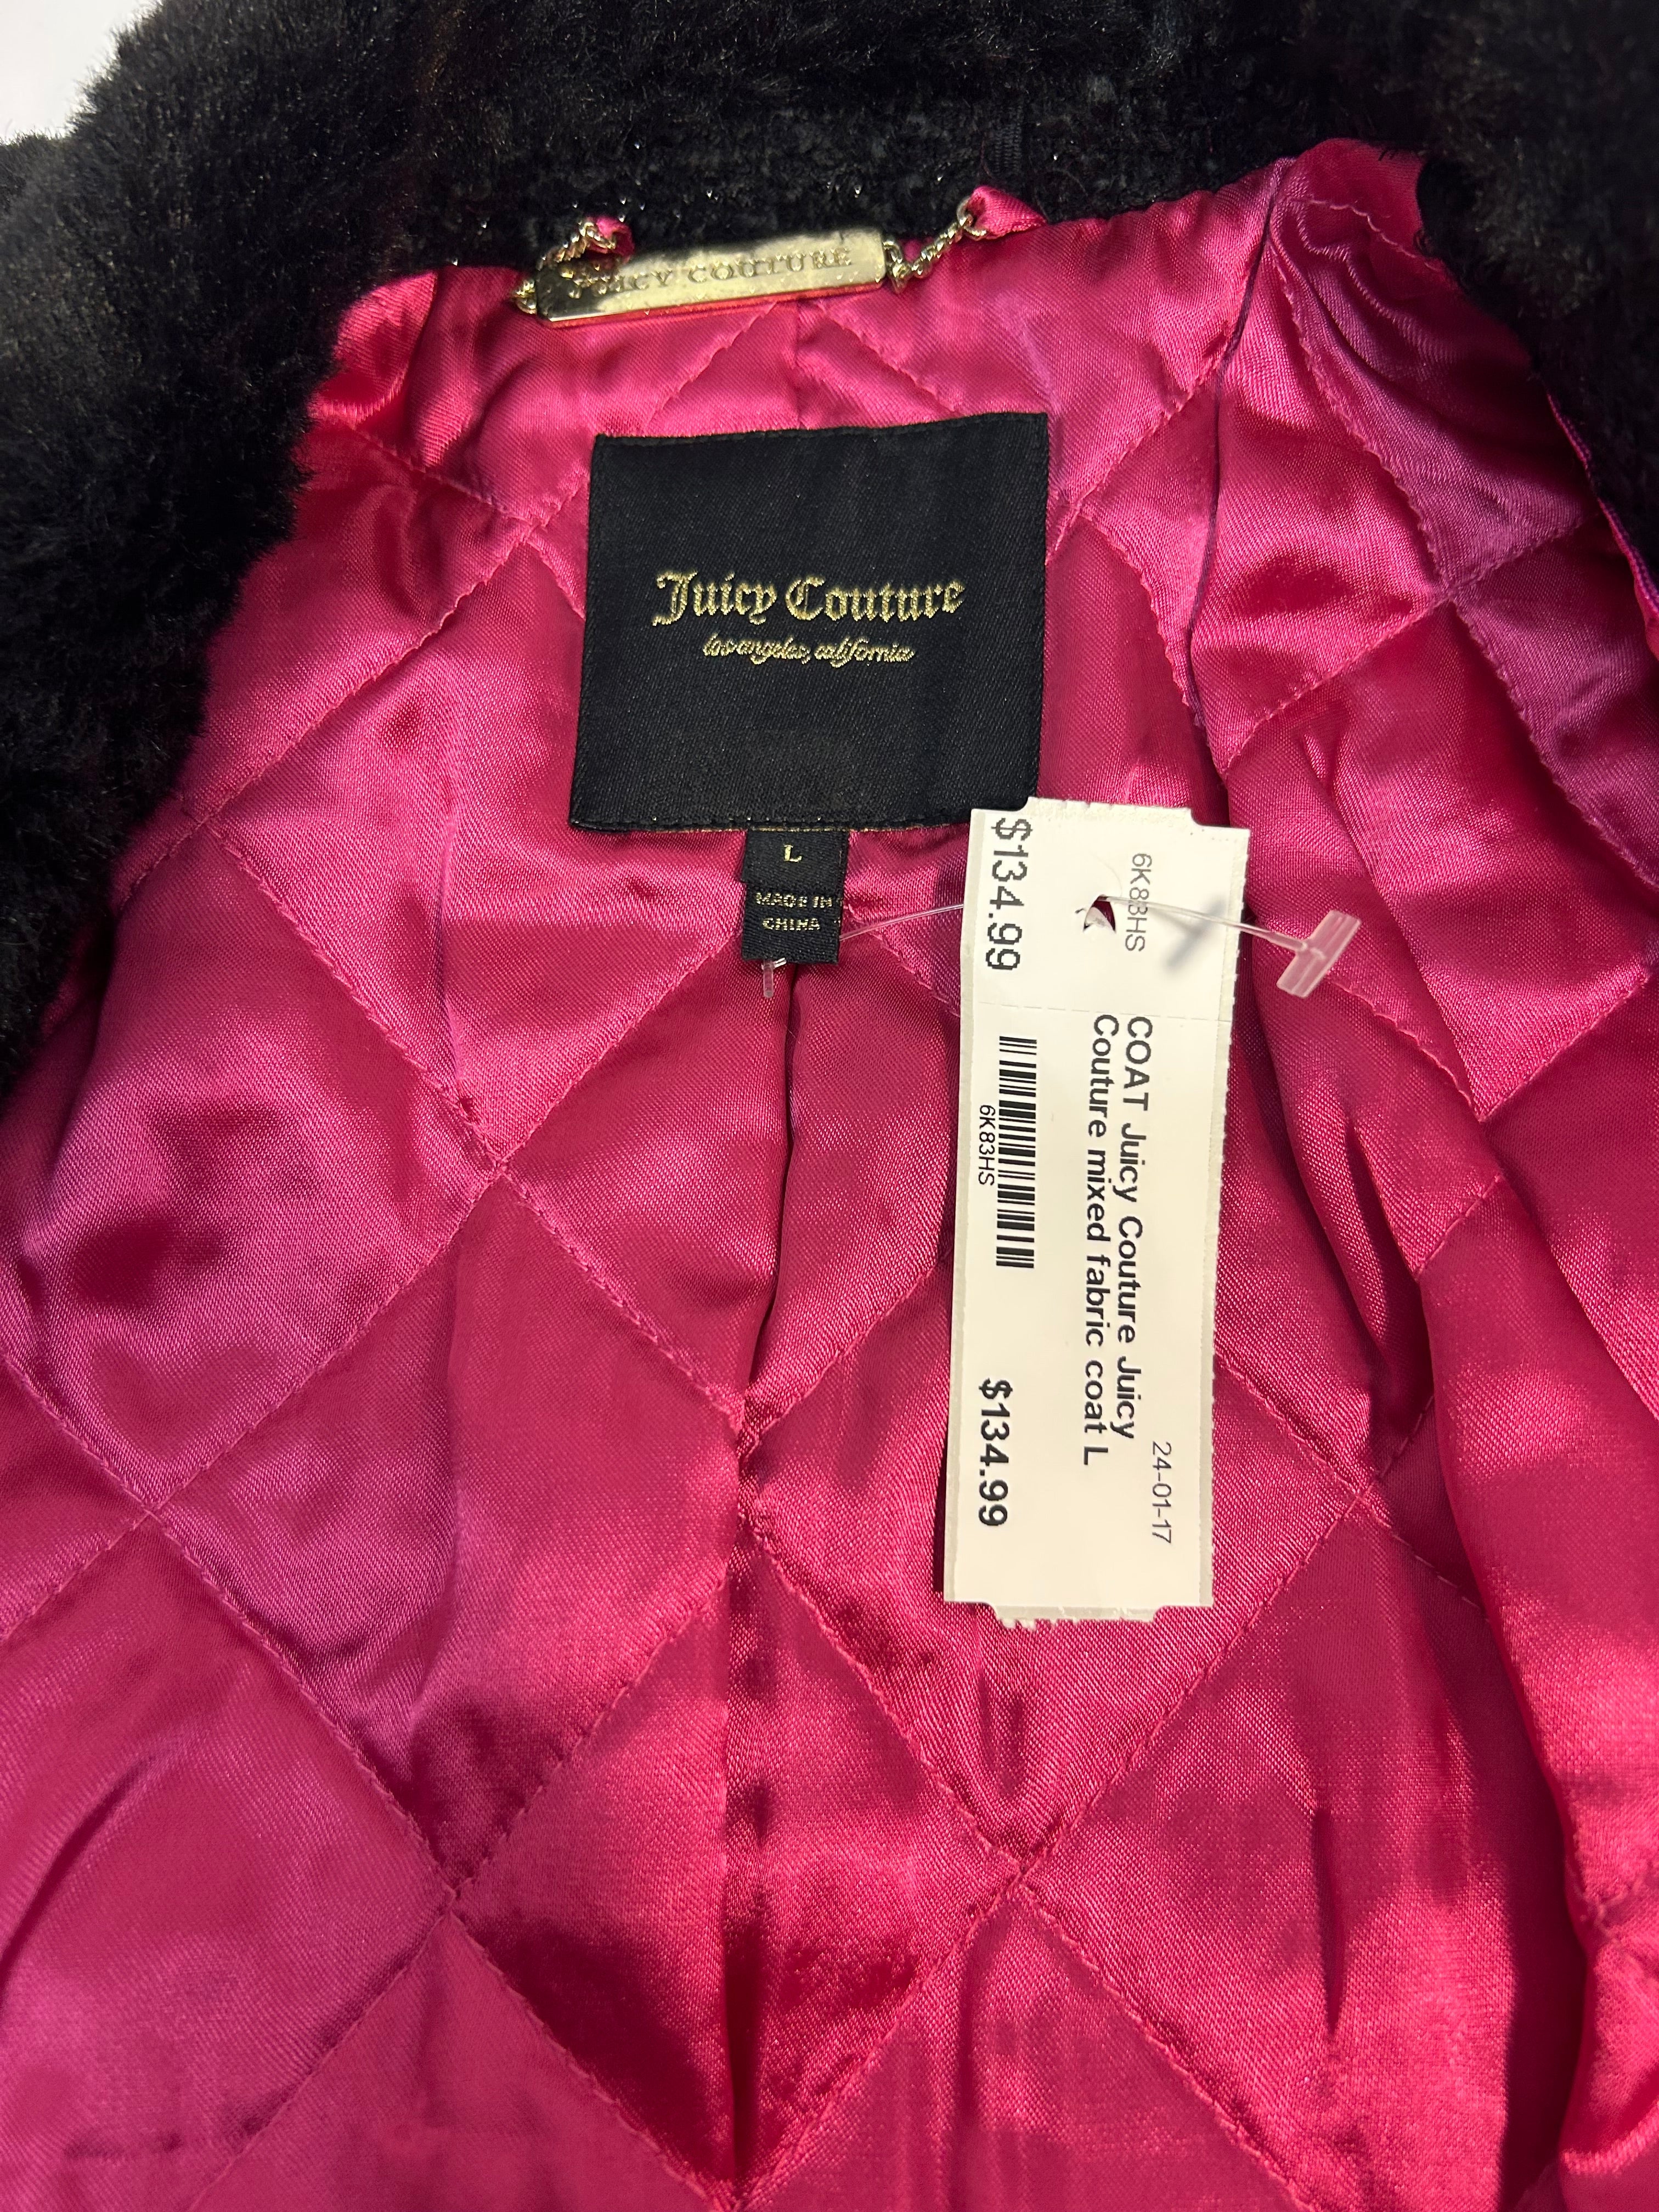 JUICY COUTURE
Juicy Couture
los angeles, california
L
MADE IN
CHINA
$134.99
6K83HS
COAT Juicy Couture Juicy
Couture mixed fabric coat L
6K83HS
24-01-17
$134.99